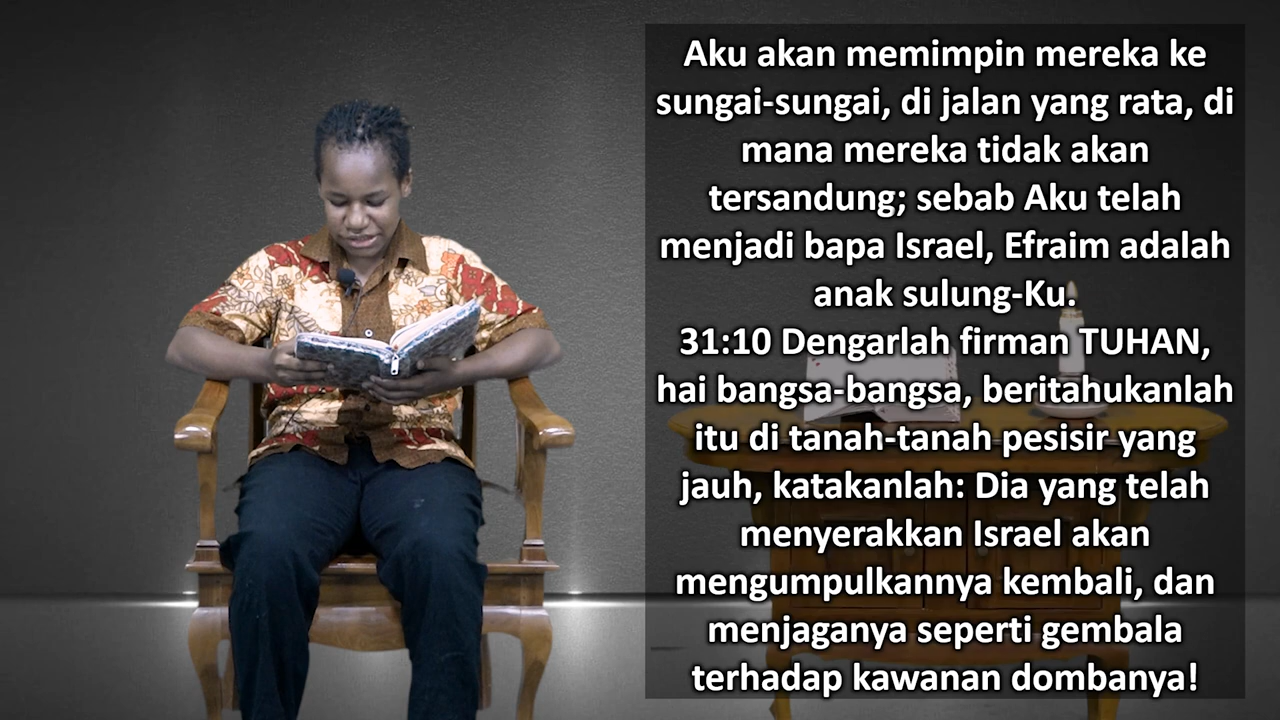 Aku akan memimpin mereka ke
sungai-sungai, di jalan yang rata, di
mana mereka tidak akan
tersandung; sebab Aku telah
menjadi bapa Israel, Efraim adalah
anak sulung-Ku.
31:10 Dengarlah firman TUHAN,
hai bangsa-bangsa, beritahukanlah
itu di tanah-tanah pesisir yang
jauh, katakanlah: Dia yang telah
menyerakkan Israel akan
mengumpulkannya kembali, dan
menjaganya seperti gembala
terhadap kawanan dombanya!